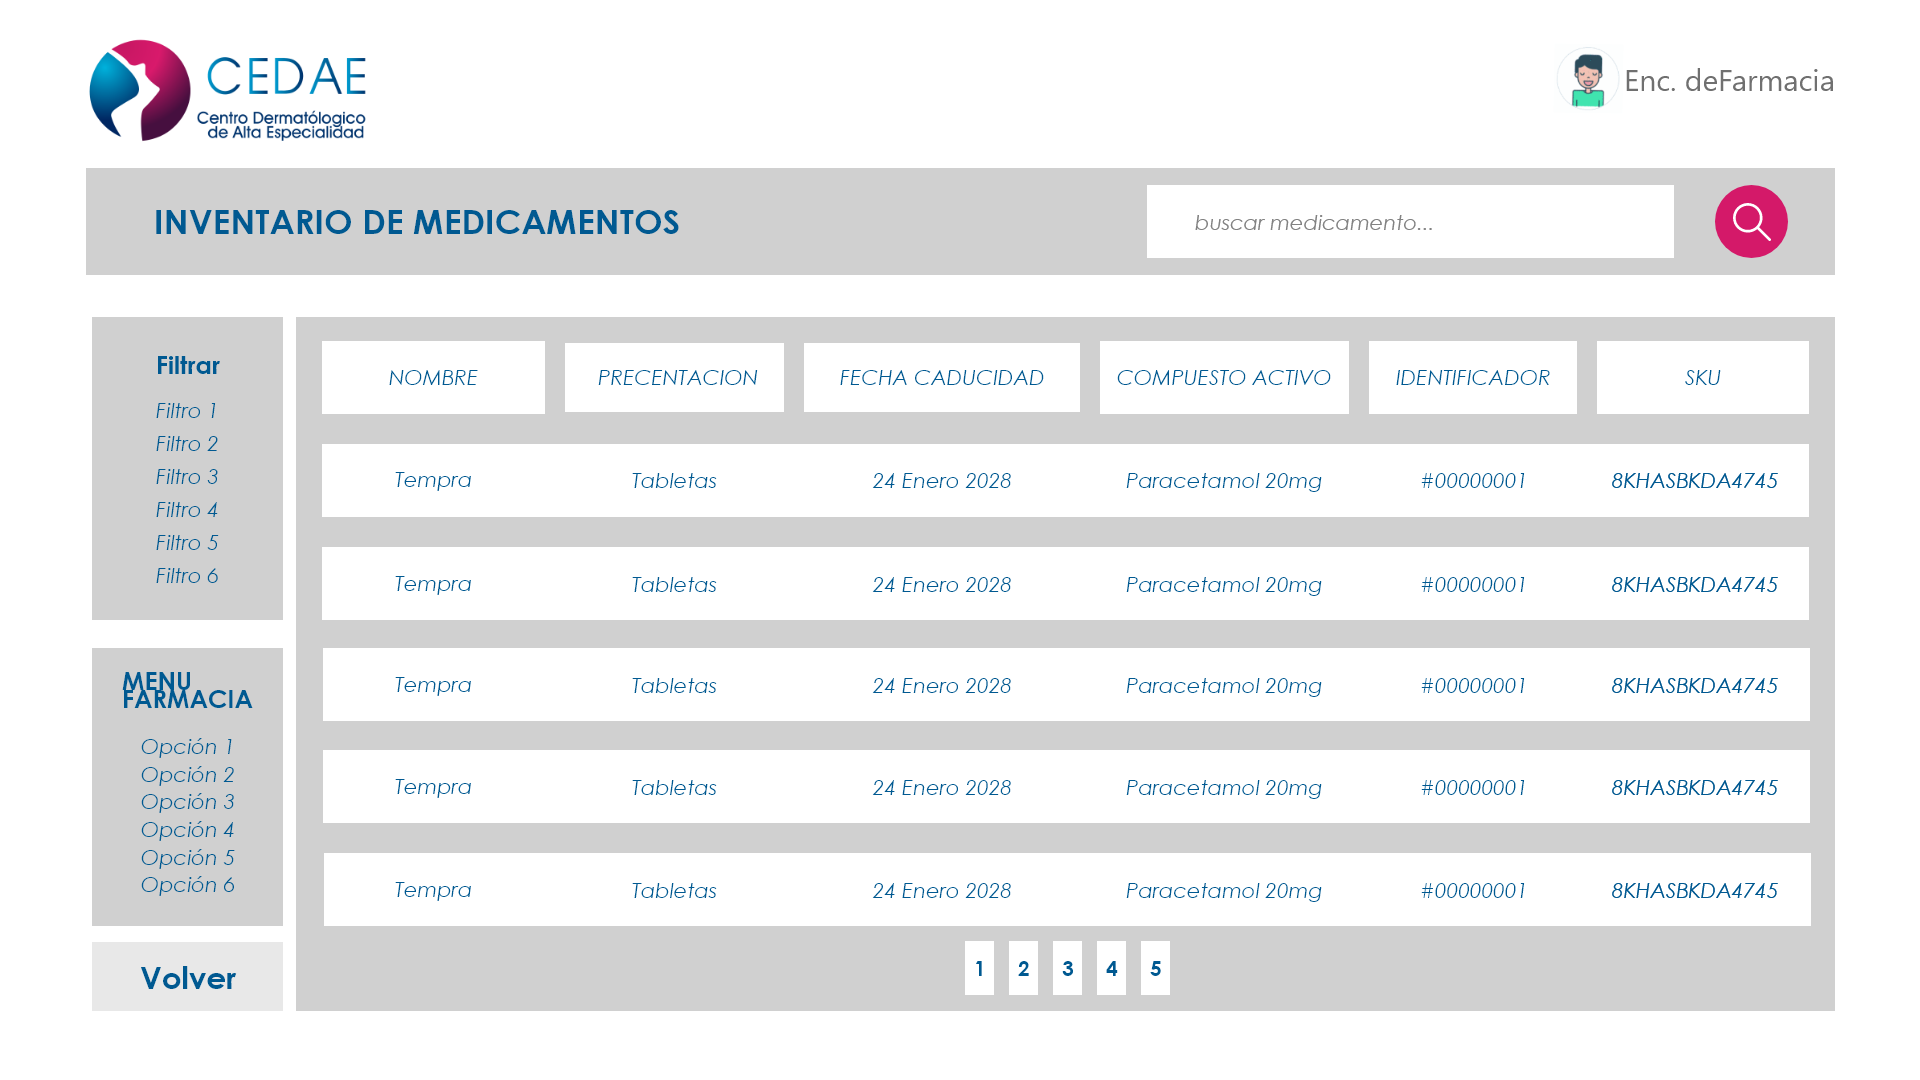 CEDAE
Centro Dermatólogico
de Alta Especialidad
Enc. deFarmacia
INVENTARIO DE MEDICAMENTOS
buscar medicamento...
Filtrar
Filtro 1
Filtro 2
Filtro 3
Filtro 4
Filtro 5
Filtro 6
MENU
FARMACIA
Opción 1
Opción 2
Opción 3
Opción 4
Opción 5
Opción 6
Volver
NOMBRE PRECENTACION FECHA CADUCIDAD COMPUESTO ACTIVO IDENTIFICADOR SKU
Tempra Tabletas 24 Enero 2028 Paracetamol 20mg #00000001 8KHASBKDA4745
Tempra Tabletas 24 Enero 2028 Paracetamol 20mg #00000001 8KHASBKDA4745
Tempra Tabletas 24 Enero 2028 Paracetamol 20mg #00000001 8KHASBKDA4745
Tempra Tabletas 24 Enero 2028 Paracetamol 20mg #00000001 8KHASBKDA4745
Tempra Tabletas 24 Enero 2028 Paracetamol 20mg #00000001 8KHASBKDA4745
1 2 3 4 5